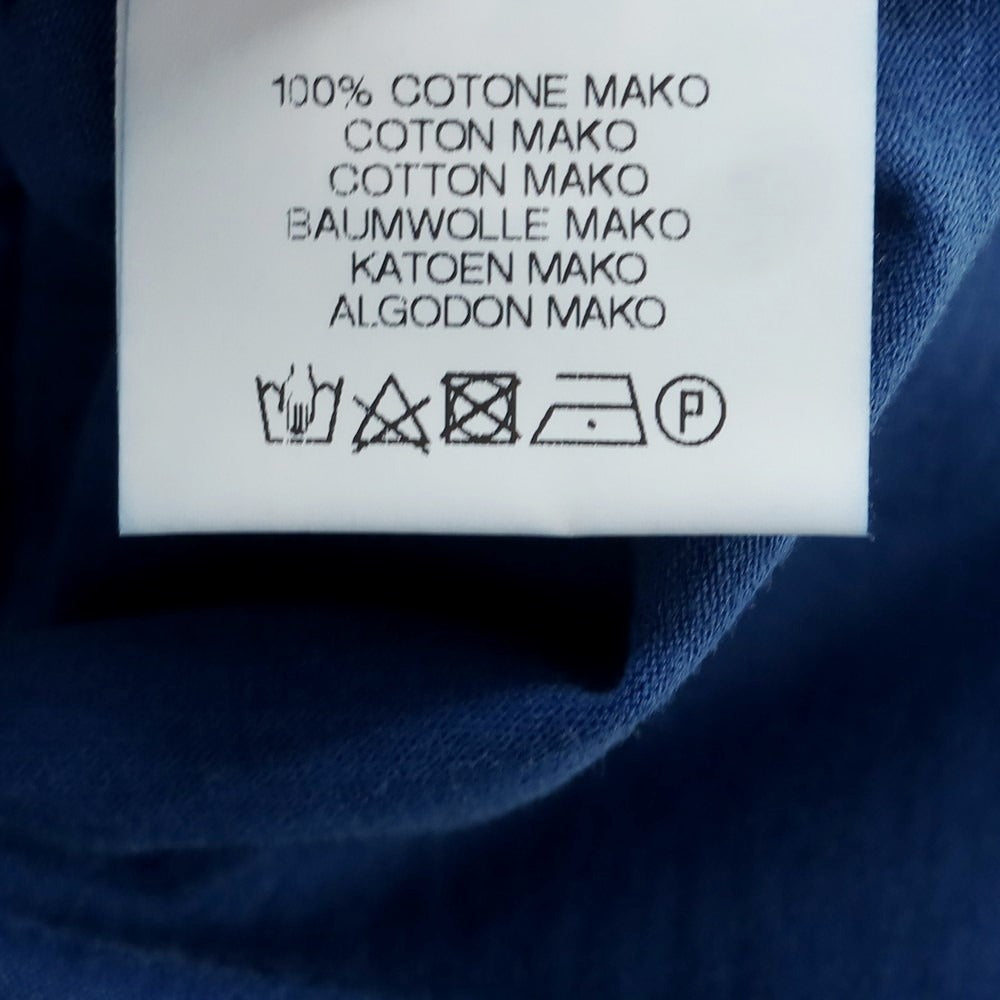 100% COTONE MAKO
COTON MAKO
COTTON MAKO
BAUMWOLLE MAKO
KATOEN MAKO
ALGODON MAKO
P